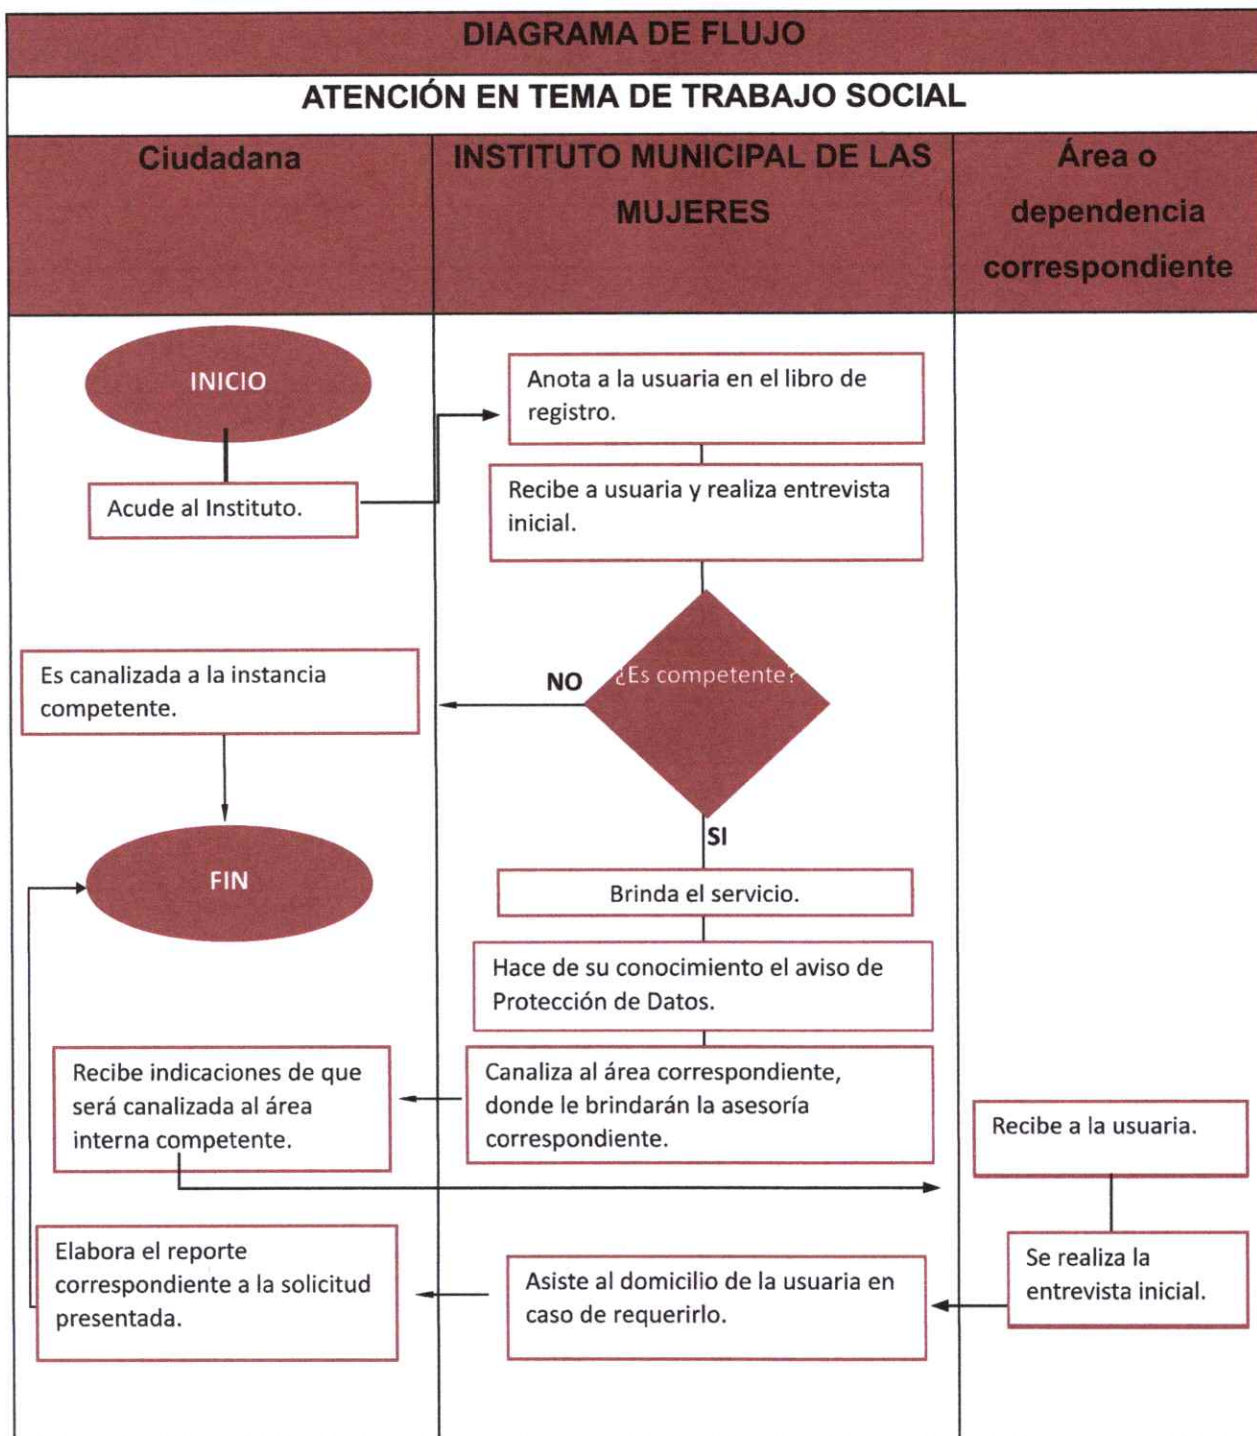 DIAGRAMA DE FLUJO
ATENCIÓN EN TEMA DE TRABAJO SOCIAL
Ciudadana
INSTITUTO MUNICIPAL DE LAS
MUJERES
Área o
dependencia
correspondiente
INICIO
Acude al Instituto.
Anota a la usuaria en el libro de
registro.
Recibe a usuaria y realiza entrevista
inicial.
¿Es competente?
NO
Es canalizada a la instancia
competente.
FIN
SI
Brinda el servicio.
Hace de su conocimiento el aviso de
Protección de Datos.
Canaliza al área correspondiente,
donde le brindarán la asesoría
correspondiente.
Recibe indicaciones de que
será canalizada al área
interna competente.
Recibe a la usuaria.
Se realiza la
entrevista inicial.
Asiste al domicilio de la usuaria en
caso de requerirlo.
Elabora el reporte
correspondiente a la solicitud
presentada.